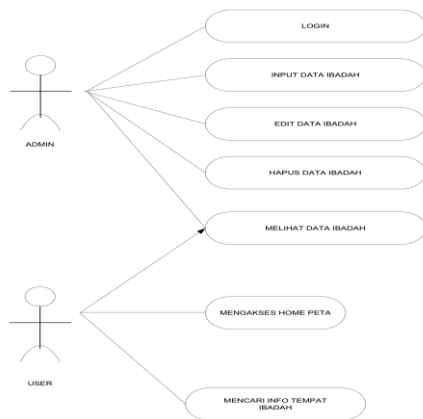 LOGIN
INPUT DATA IBADAH
EDIT DATA IBADAH
ADMIN
HAPUS DATA IBADAH
MELIHAT DATA IBADAH
MENGAKSES HOME PETA
USER
MENCARI INFO TEMPAT
IBADAH